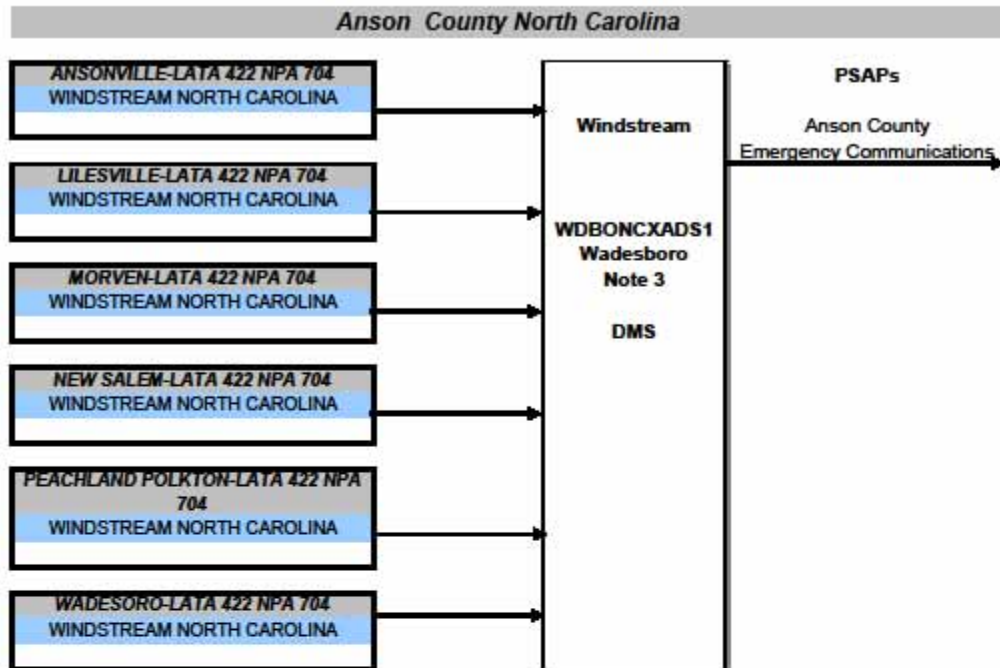 Anson County North Carolina
ANSONVILLE-LATA 422 NPA 704
WINDSTREAM NORTH CAROLINA
LILESVILLE-LATA 422 NPA 704
WINDSTREAM NORTH CAROLINA
MORVEN-LATA 422 NPA 704
WINDSTREAM NORTH CAROLINA
NEW SALEM-LATA 422 NPA 704
WINDSTREAM NORTH CAROLINA
PEACHLAND POLKTON-LATA 422 NPA
704
WINDSTREAM NORTH CAROLINA
WADESORO-LATA 422 NPA 704
WINDSTREAM NORTH CAROLINA
Windstream
WDBONCXADS1
Wadesboro
Note 3
DMS
PSAPs
Anson County
Emergency Communications